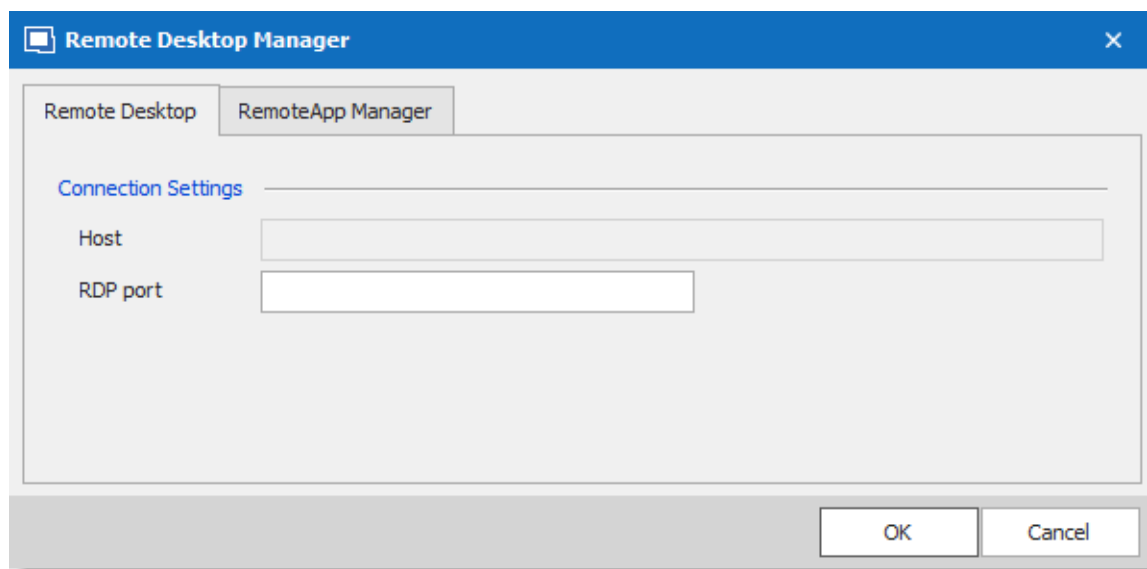 Remote Desktop Manager
Remote Desktop RemoteApp Manager
Connection Settings
Host
RDP port
OK Cancel